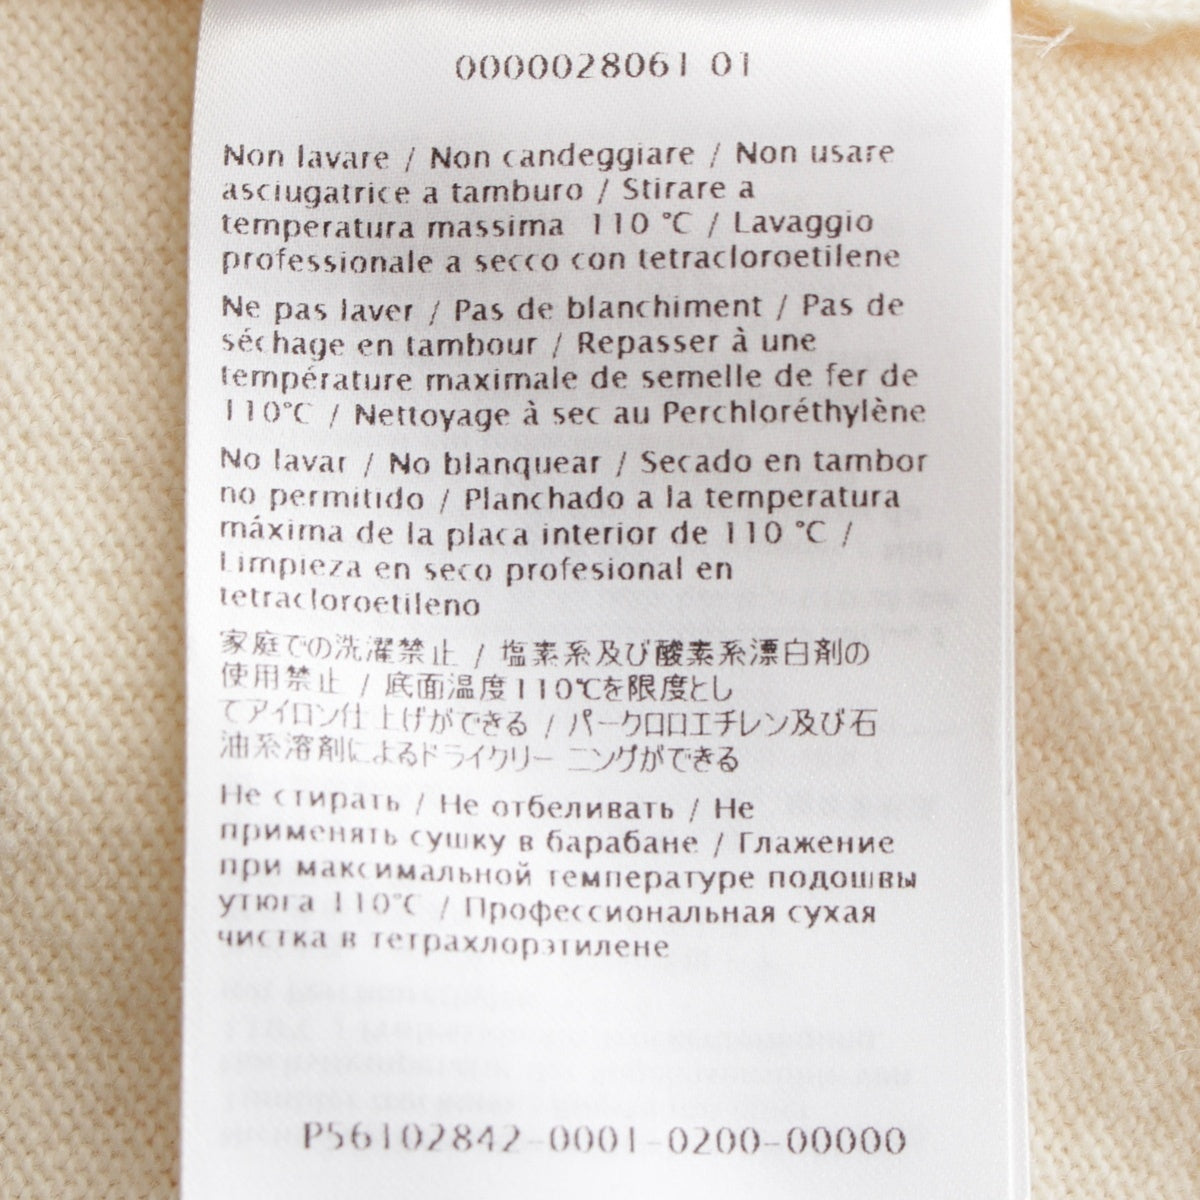 0000028061 01
Non lavare / Non candeggiare / Non usare
asciugatrice a tamburo / Stirare a
temperatura massima 110 °C / Lavaggio
professionale a secco con tetracloroetilene
Ne pas laver / Pas de blanchiment / Pas de
séchage en tambour / Repasser à une
température maximale de semelle de fer de
110°C / Nettoyage à sec au Perchloréthylène
No lavar / No blanquear / Secado en tambor
no permitido / Planchado a la temperatura
máxima de la placa interior de 110 °C /
Limpieza en seco profesional en
tetracloroetileno
家庭での洗濯禁止 / 塩素系及び酸素系漂白剤の
使用禁止 / 底面温度110℃を限度とし
てアイロン仕上げができる / パークロロエチレン及び石
油系溶剤によるドライクリーニングができる
Не стирать / Не отбеливать / Не
применять сушку в барабане / Глажение
при максимальной температуре подошвы
утюга 110°C / Профессиональная сухая
чистка в тетрахлорэтилене
P56102842-0001-0200-00000